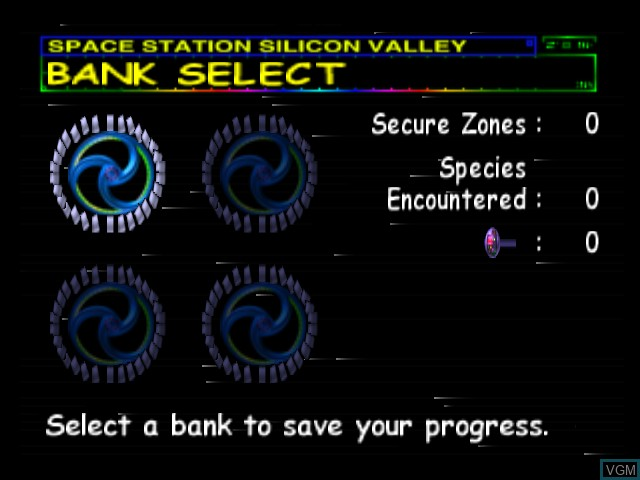 SPACE STATION SILICON VALLEY
BANK SELECT
Secure Zones : 0
Species
Encountered : 0
: 0
Select a bank to save your progress.
VGM